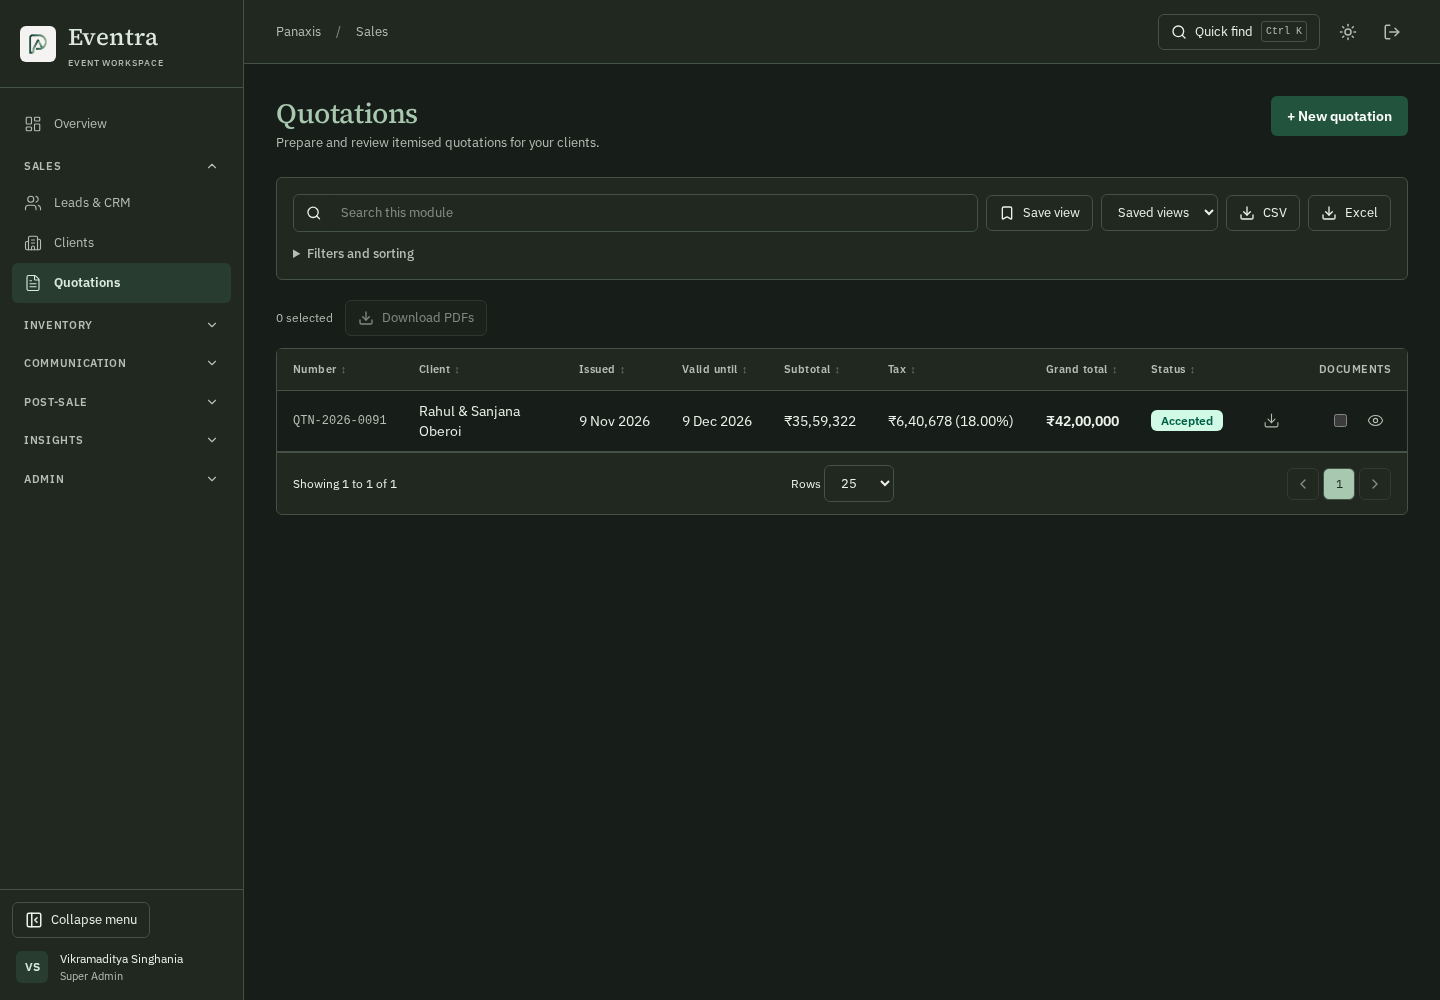 Eventra
EVENT WORKSPACE
Overview
SALES
Leads & CRM
Clients
Quotations
INVENTORY
COMMUNICATION
POST-SALE
INSIGHTS
ADMIN
Collapse menu
VS
Vikramaditya Singhania
Super Admin
Panaxis / Sales
Quick find Ctrl K
Quotations
Prepare and review itemised quotations for your clients.
+ New quotation
Search this module
Save view
Saved views
CSV
Excel
Filters and sorting
0 selected
Download PDFs
Number ↕ Client ↕ Issued ↕ Valid until ↕ Subtotal ↕ Tax ↕ Grand total ↕ Status ↕ DOCUMENTS
QTN-2026-0091 Rahul & Sanjana
Oberoi 9 Nov 2026 9 Dec 2026 ₹35,59,322 ₹6,40,678 (18.00%) ₹42,00,000 Accepted
Showing 1 to 1 of 1
Rows 25
1